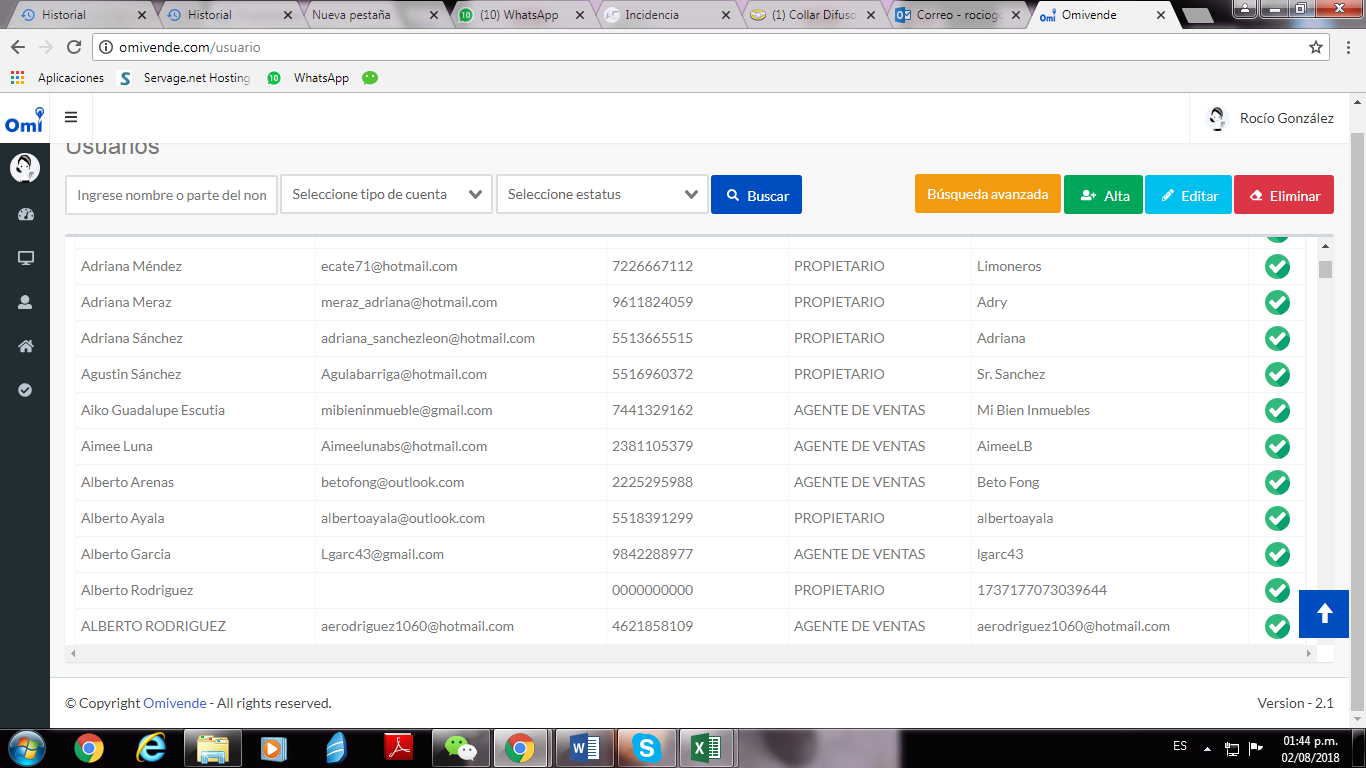 Historial
Historial
Nueva pestaña
(10) WhatsApp
Incidencia
(1) Collar Difuso
Correo - rociogo
Omivende
omivende.com/usuario
Aplicaciones
Servage.net Hosting
WhatsApp
Omi
Rocío González
Usuarios
Ingrese nombre o parte del nom
Seleccione tipo de cuenta
Seleccione estatus
Buscar
Búsqueda avanzada
Alta
Editar
Eliminar
Adriana Méndez ecate71@hotmail.com 7226667112 PROPIETARIO Limoneros
Adriana Meraz meraz_adriana@hotmail.com 9611824059 PROPIETARIO Adry
Adriana Sánchez adriana_sanchezleon@hotmail.com 5513665515 PROPIETARIO Adriana
Agustin Sánchez Agulabarriga@hotmail.com 5516960372 PROPIETARIO Sr. Sanchez
Aiko Guadalupe Escutia mibieninmueble@gmail.com 7441329162 AGENTE DE VENTAS Mi Bien Inmuebles
Aimee Luna Aimeelunabs@hotmail.com 2381105379 AGENTE DE VENTAS AimeeLB
Alberto Arenas betofong@outlook.com 2225295988 AGENTE DE VENTAS Beto Fong
Alberto Ayala albertoayala@outlook.com 5518391299 PROPIETARIO albertoayala
Alberto Garcia Lgarc43@gmail.com 9842288977 AGENTE DE VENTAS lgarc43
Alberto Rodriguez 0000000000 PROPIETARIO 1737177073039644
ALBERTO RODRIGUEZ aerodriguez1060@hotmail.com 4621858109 AGENTE DE VENTAS aerodriguez1060@hotmail.com
© Copyright Omivende - All rights reserved.
Version - 2.1
ES
01:44 p.m.
02/08/2018